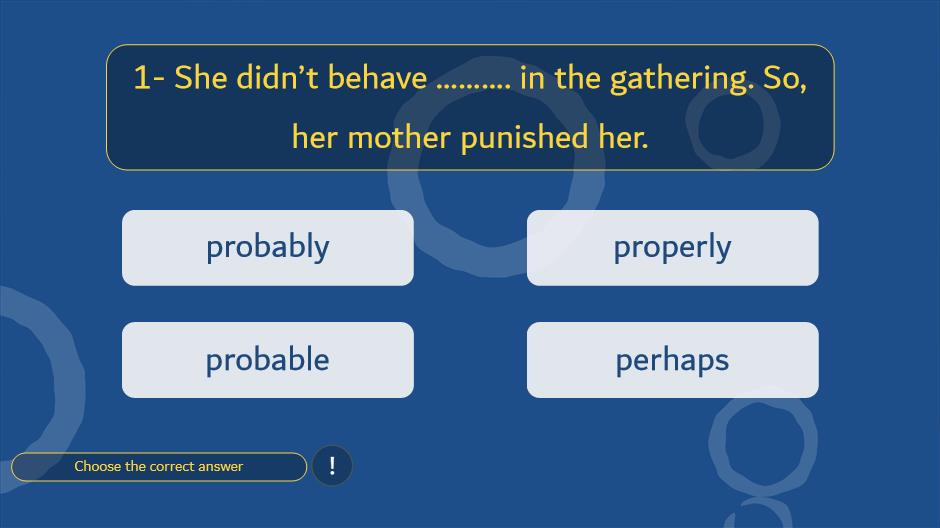 1- She didn’t behave .......... in the gathering. So,
her mother punished her.
probably
properly
probable
perhaps
Choose the correct answer
!